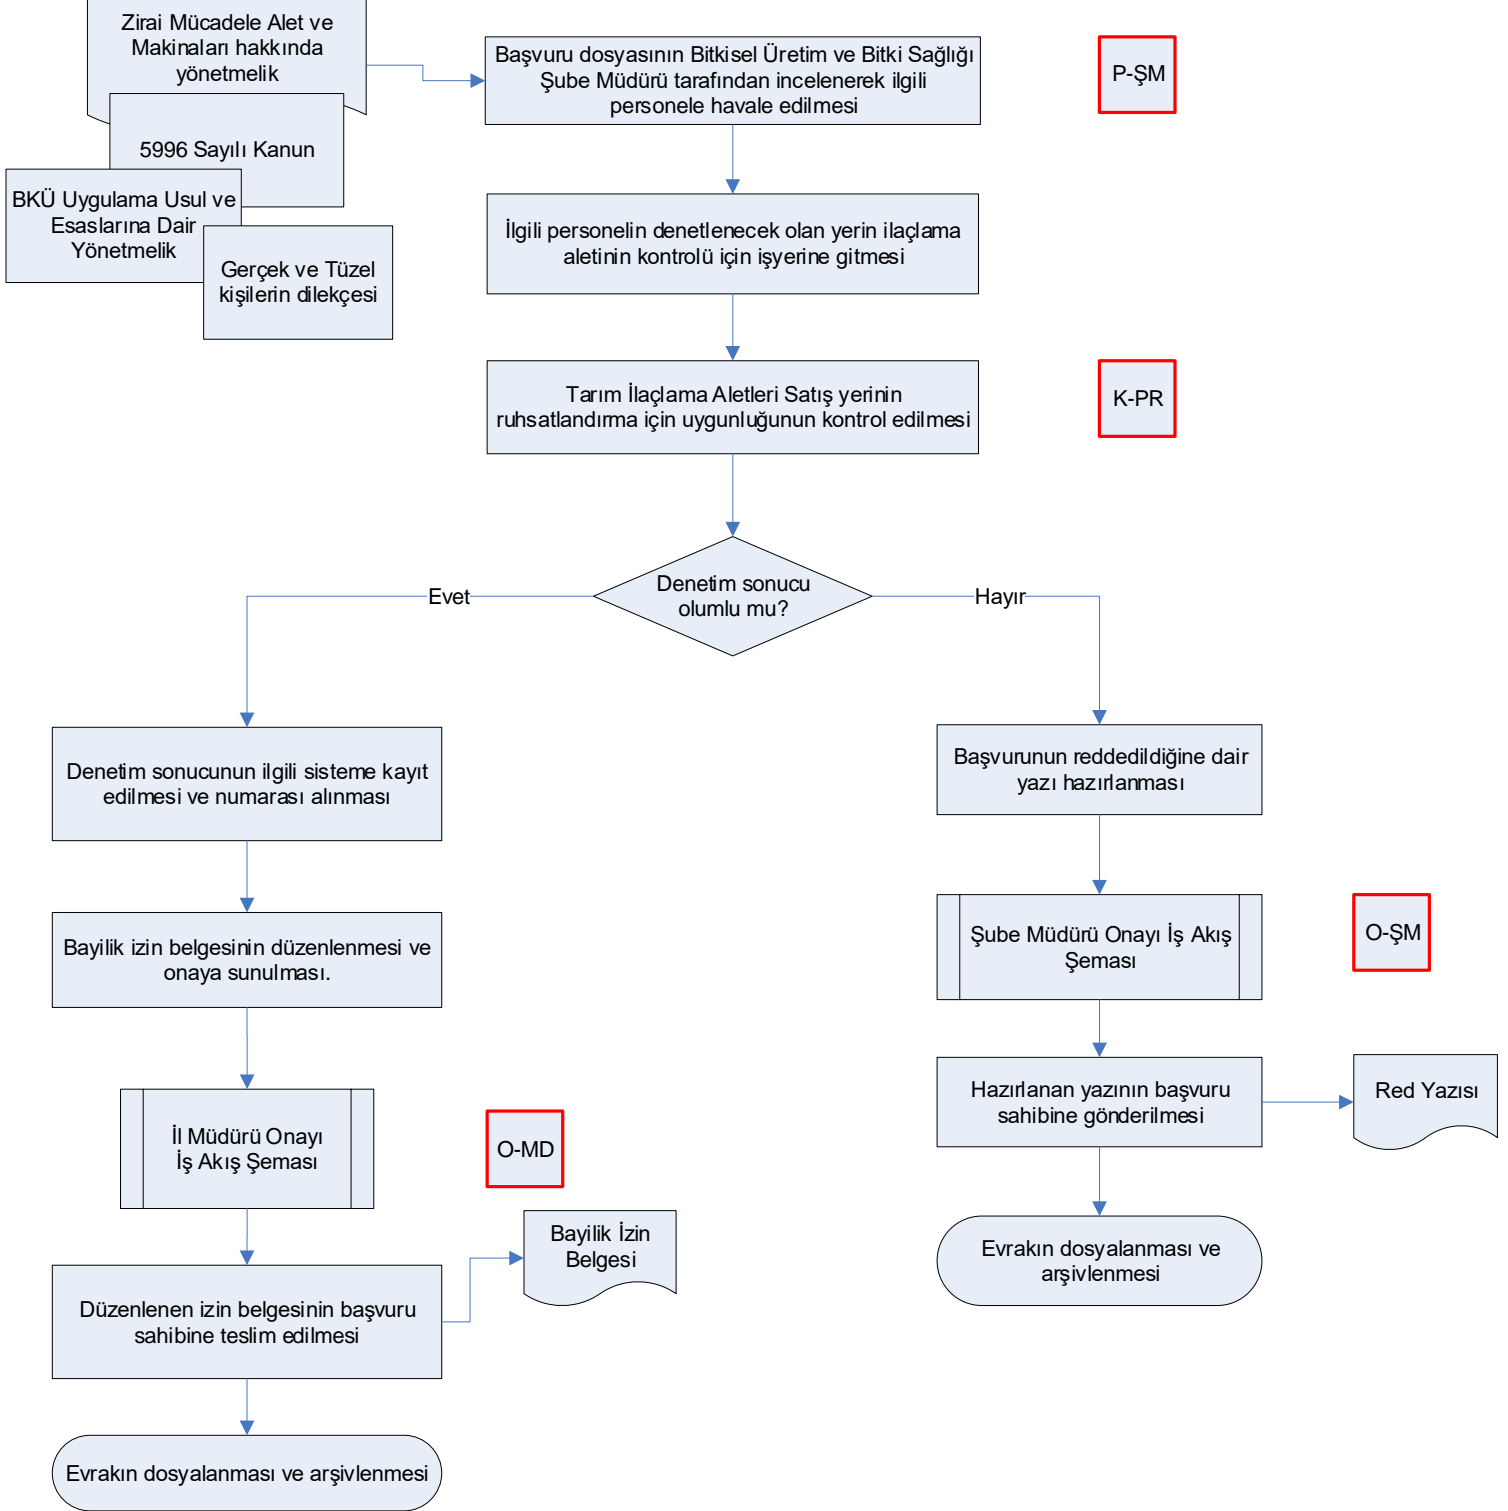 Zirai Mücadele Alet ve
Makinaları hakkında
yönetmelik
5996 Sayılı Kanun
BKÜ Uygulama Usul ve
Esaslarına Dair
Yönetmelik
Gerçek ve Tüzel
kişilerin dilekçesi
Başvuru dosyasının Bitkisel Üretim ve Bitki Sağlığı
Şube Müdürü tarafından incelenerek ilgili
personele havale edilmesi
P-ŞM
İlgili personelin denetlenecek olan yerin ilaçlama
aletinin kontrolü için işyerine gitmesi
Tarım İlaçlama Aletleri Satış yerinin
ruhsatlandırma için uygunluğunun kontrol edilmesi
K-PR
Denetim sonucu
olumlu mu?
Evet
Hayır
Denetim sonucunun ilgili sisteme kayıt
edilmesi ve numarası alınması
Bayilik izin belgesinin düzenlenmesi ve
onaya sunulması.
İl Müdürü Onayı
İş Akış Şeması
O-MD
Bayilik İzin
Belgesi
Düzenlenen izin belgesinin başvuru
sahibine teslim edilmesi
Evrakın dosyalanması ve arşivlenmesi
Başvurunun reddedildiğine dair
yazı hazırlanması
Şube Müdürü Onayı İş Akış
Şeması
O-ŞM
Hazırlanan yazının başvuru
sahibine gönderilmesi
Red Yazısı
Evrakın dosyalanması ve
arşivlenmesi